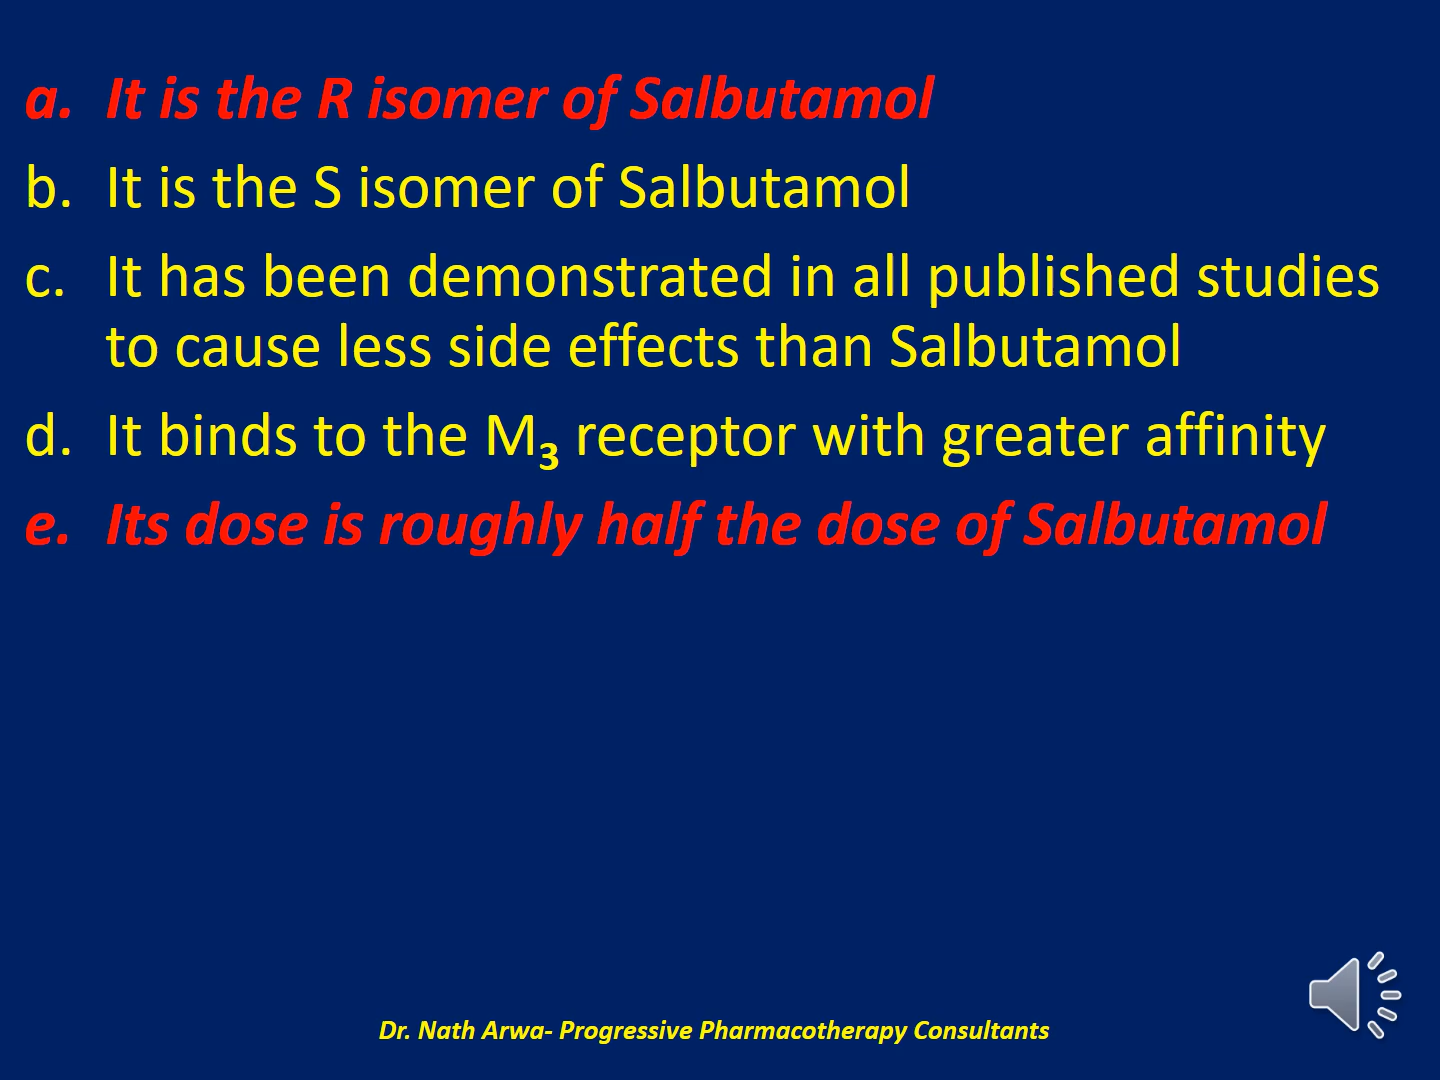 a. It is the R isomer of Salbutamol
b. It is the S isomer of Salbutamol
c. It has been demonstrated in all published studies
to cause less side effects than Salbutamol
d. It binds to the M3 receptor with greater affinity
e. Its dose is roughly half the dose of Salbutamol
Dr. Nath Arwa- Progressive Pharmacotherapy Consultants